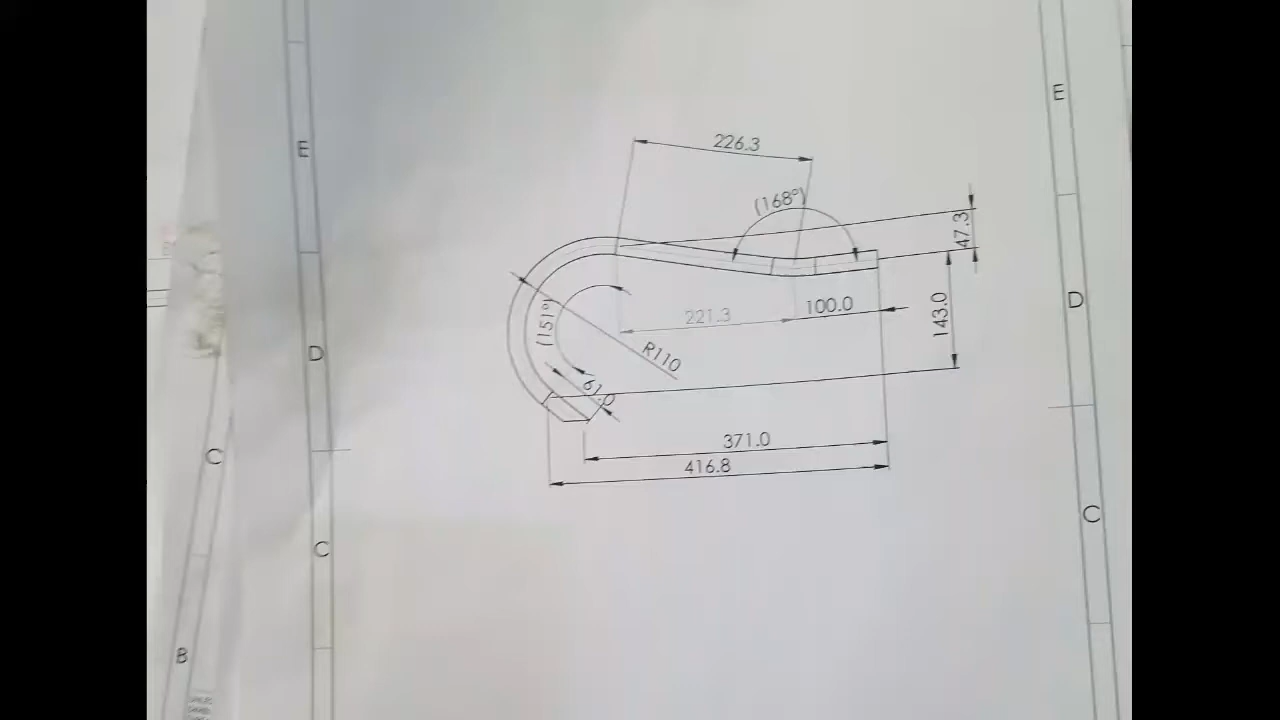 E
E
226.3
(168°)
47.3
D
D
221.3
100.0
143.0
(151°)
R110
61.0
371.0
416.8
C
C
C
B